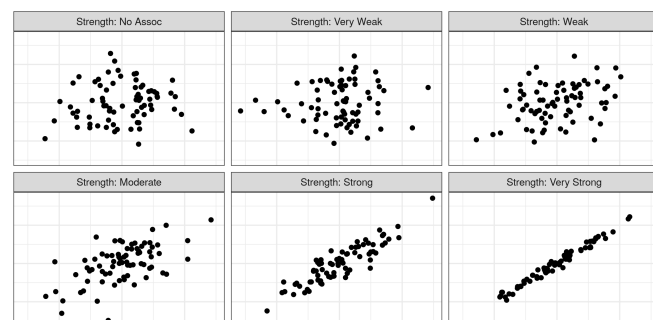 Strength: No Assoc
Strength: Very Weak
Strength: Weak
Strength: Moderate
Strength: Strong
Strength: Very Strong